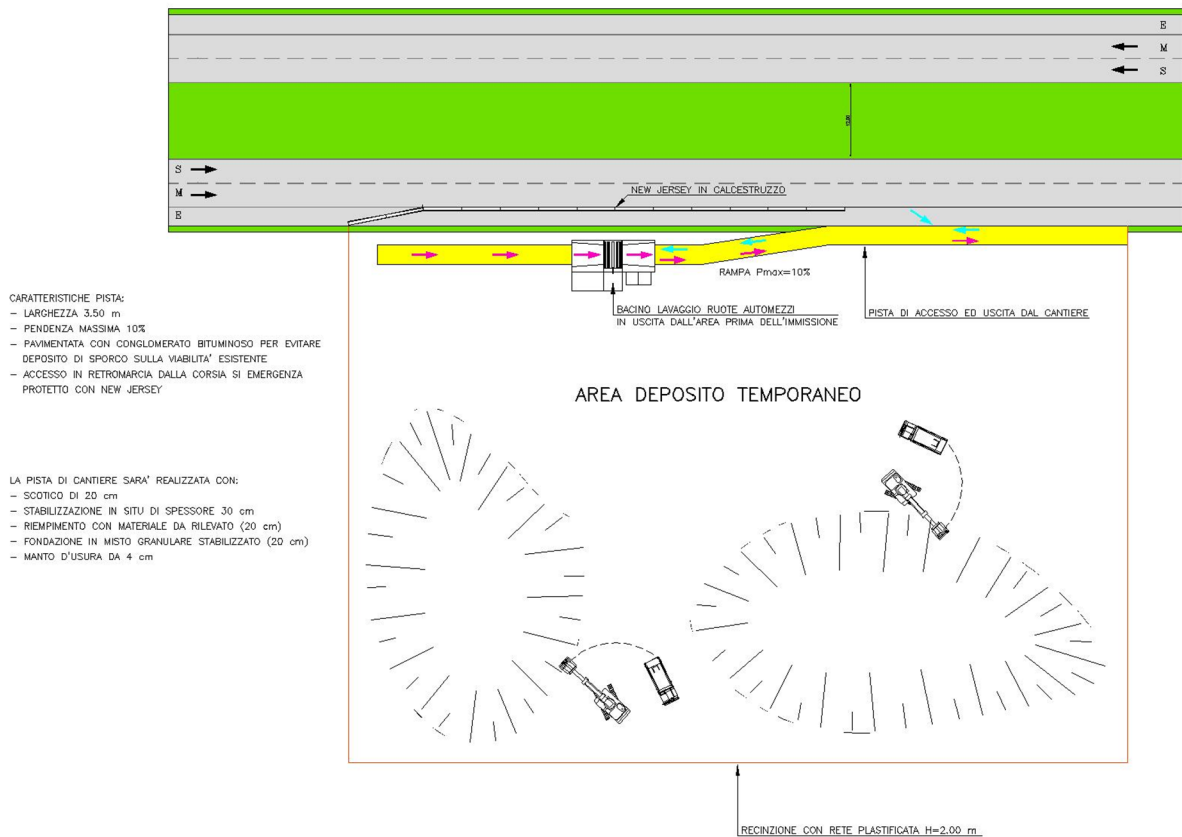 E
M
S
12.00
S
M
E
NEW JERSEY IN CALCESTRUZZO
RAMPA Pmax=10%
BACINO LAVAGGIO RUOTE AUTOMEZZI
IN USCITA DALL'AREA PRIMA DELL'IMMISSIONE
PISTA DI ACCESSO ED USCITA DAL CANTIERE
CARATTERISTICHE PISTA:
– LARGHEZZA 3.50 m
– PENDENZA MASSIMA 10%
– PAVIMENTATA CON CONGLOMERATO BITUMINOSO PER EVITARE
DEPOSITO DI SPORCO SULLA VIABILITA' ESISTENTE
– ACCESSO IN RETROMARCIA DALLA CORSIA SI EMERGENZA
PROTETTO CON NEW JERSEY
AREA DEPOSITO TEMPORANEO
LA PISTA DI CANTIERE SARA' REALIZZATA CON:
– SCOTICO DI 20 cm
– STABILIZZAZIONE IN SITU DI SPESSORE 30 cm
– RIEMPIMENTO CON MATERIALE DA RILEVATO (20 cm)
– FONDAZIONE IN MISTO GRANULARE STABILIZZATO (20 cm)
– MANTO D'USURA DA 4 cm
RECINZIONE CON RETE PLASTIFICATA H=2.00 m